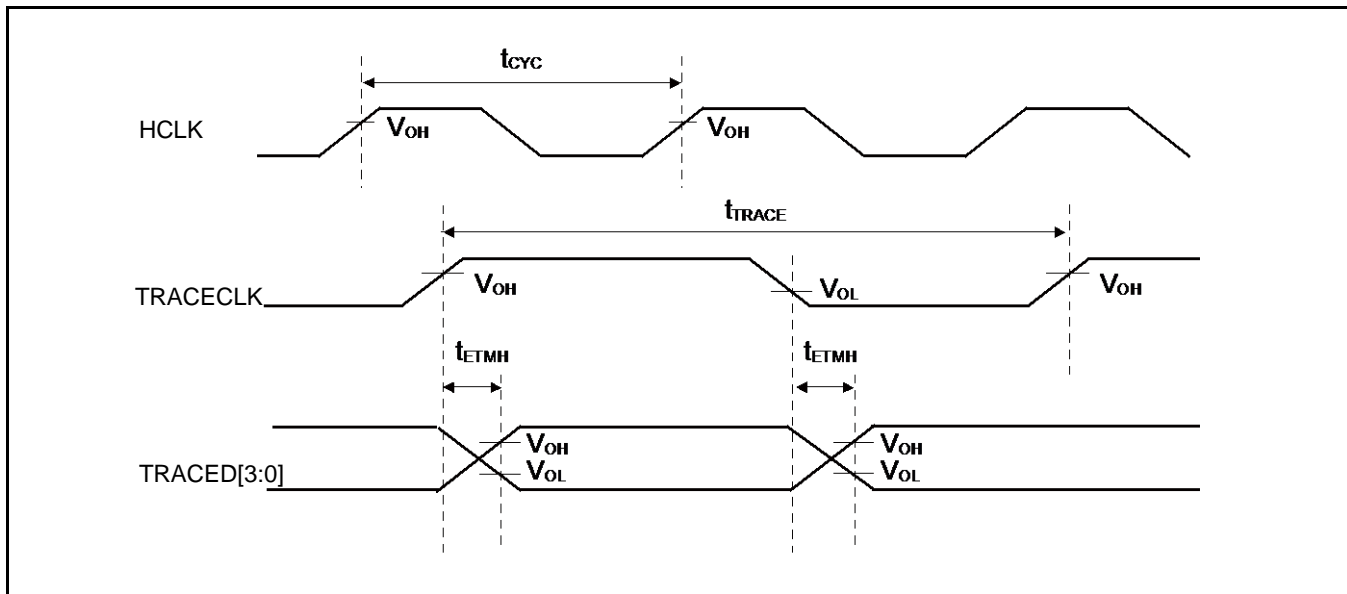 tCYC
HCLK
VOH
VOH
tTRACE
TRACECLK
VOH
VOL
VOH
tETMH
tETMH
TRACED[3:0]
VOH
VOH
VOL
VOL